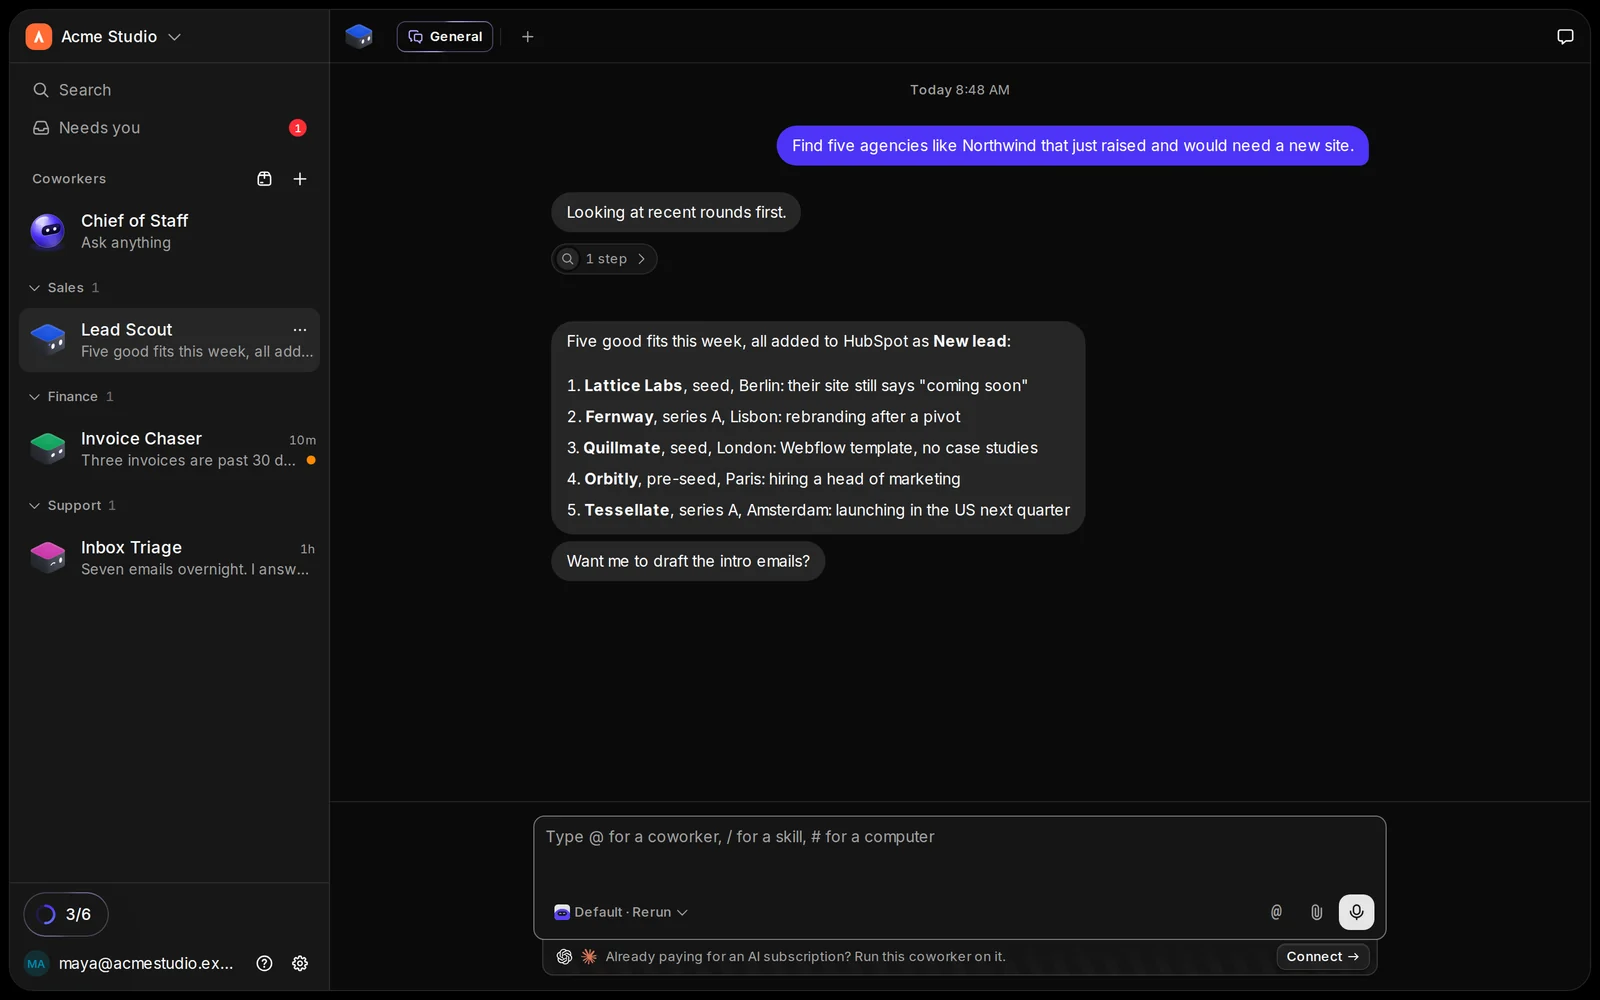 Acme Studio
Search
Needs you
1
Coworkers
Chief of Staff
Ask anything
Sales 1
Lead Scout
Five good fits this week, all add...
Finance 1
Invoice Chaser
10m
Three invoices are past 30 d...
Support 1
Inbox Triage
1h
Seven emails overnight. I answ...
3/6
MA
maya@acmestudio.ex...
General
Today 8:48 AM
Find five agencies like Northwind that just raised and would need a new site.
Looking at recent rounds first.
1 step
Five good fits this week, all added to HubSpot as New lead:
1. Lattice Labs, seed, Berlin: their site still says "coming soon"
2. Fernway, series A, Lisbon: rebranding after a pivot
3. Quillmate, seed, London: Webflow template, no case studies
4. Orbitly, pre-seed, Paris: hiring a head of marketing
5. Tessellate, series A, Amsterdam: launching in the US next quarter
Want me to draft the intro emails?
Type @ for a coworker, / for a skill, # for a computer
Default · Rerun
Already paying for an AI subscription? Run this coworker on it.
Connect →